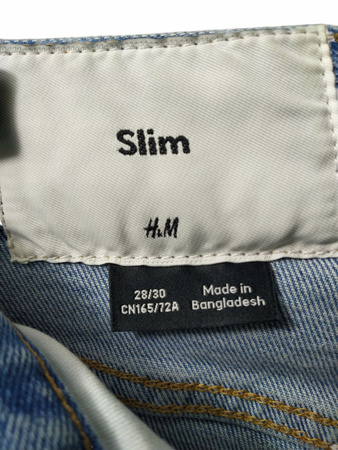 Slim
H&M
28/30
CN165/72A
Made in
Bangladesh